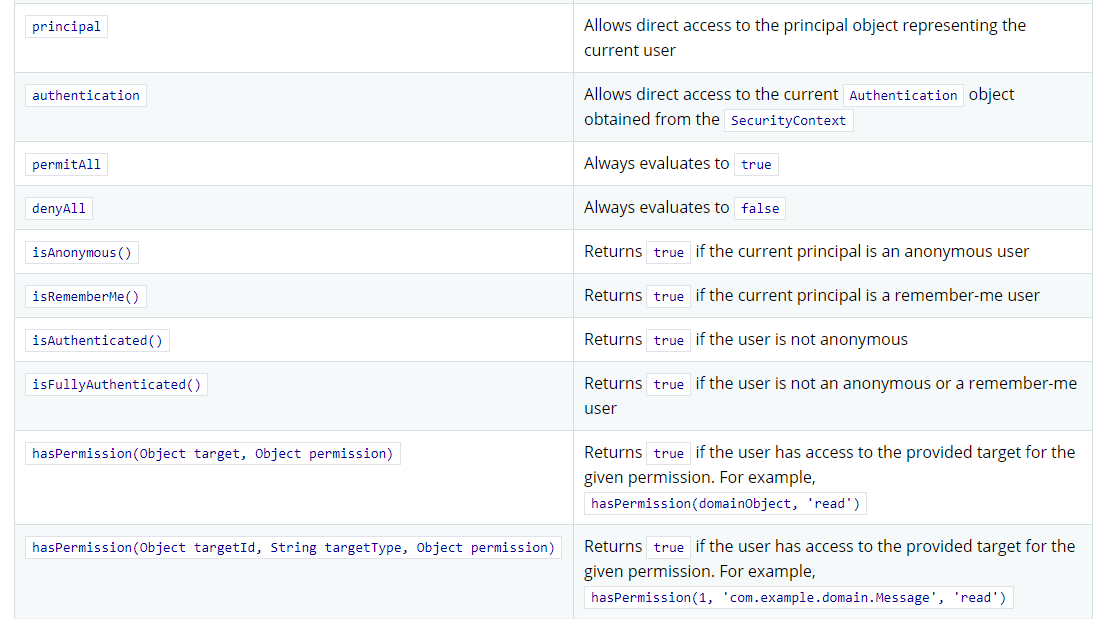 principal
Allows direct access to the principal object representing the
current user
authentication
Allows direct access to the current Authentication object
obtained from the SecurityContext
permitAll
Always evaluates to true
denyAll
Always evaluates to false
isAnonymous()
Returns true if the current principal is an anonymous user
isRememberMe()
Returns true if the current principal is a remember-me user
isAuthenticated()
Returns true if the user is not anonymous
isFullyAuthenticated()
Returns true if the user is not an anonymous or a remember-me
user
hasPermission(Object target, Object permission)
Returns true if the user has access to the provided target for the
given permission. For example,
hasPermission(domainObject, 'read')
hasPermission(Object targetId, String targetType, Object permission)
Returns true if the user has access to the provided target for the
given permission. For example,
hasPermission(1, 'com.example.domain.Message', 'read')